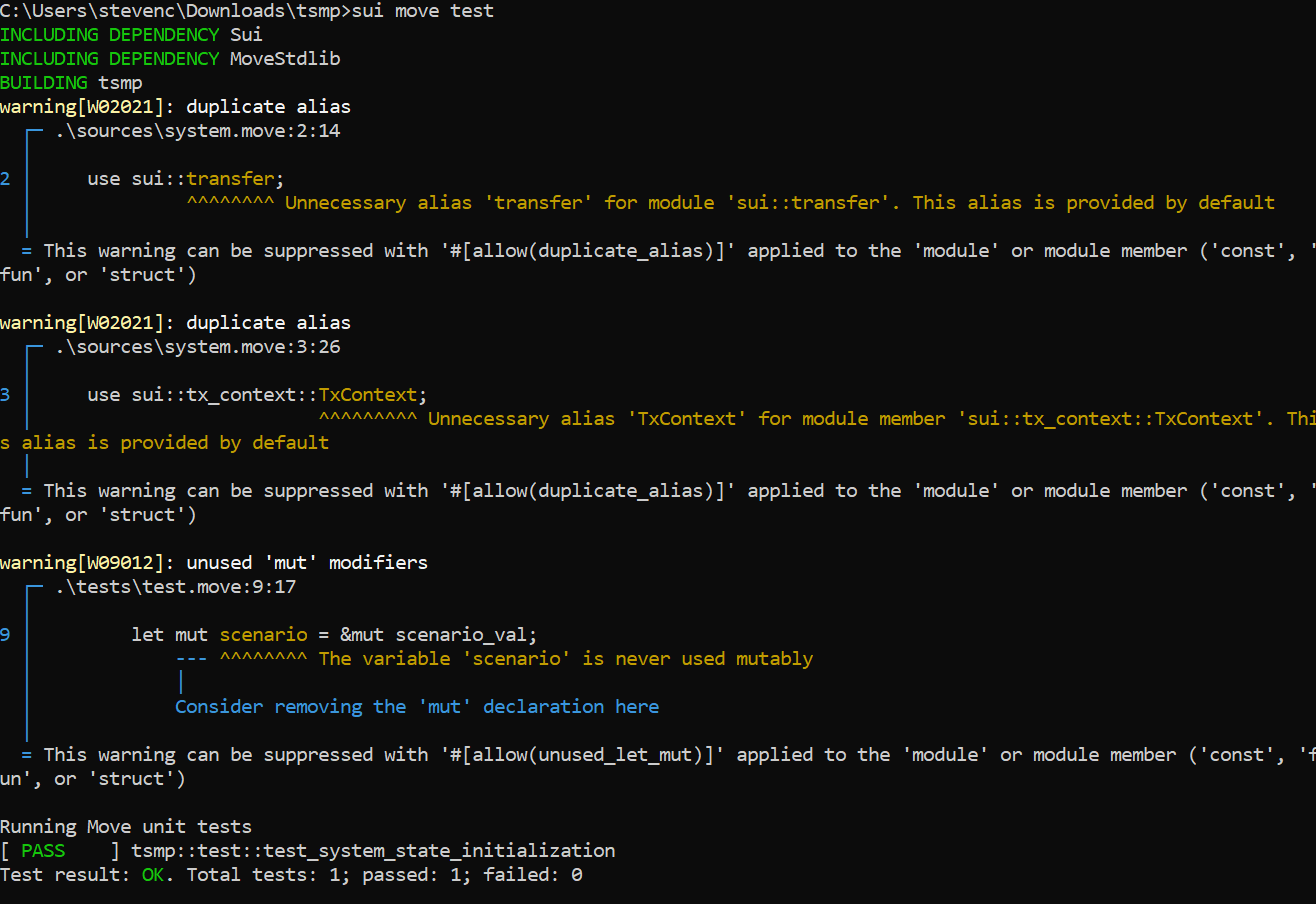 C:\Users\stevenc\Downloads\tsmp>sui move test
INCLUDING DEPENDENCY Sui
INCLUDING DEPENDENCY MoveStdlib
BUILDING tsmp
warning[W02021]: duplicate alias
.\sources\system.move:2:14
2 use sui::transfer;
^^^^^^^^ Unnecessary alias 'transfer' for module 'sui::transfer'. This alias is provided by default
= This warning can be suppressed with '#[allow(duplicate_alias)]' applied to the 'module' or module member ('const', '
fun', or 'struct')
warning[W02021]: duplicate alias
.\sources\system.move:3:26
3 use sui::tx_context::TxContext;
^^^^^^^^^ Unnecessary alias 'TxContext' for module member 'sui::tx_context::TxContext'. Thi
s alias is provided by default
= This warning can be suppressed with '#[allow(duplicate_alias)]' applied to the 'module' or module member ('const', '
fun', or 'struct')
warning[W09012]: unused 'mut' modifiers
.\tests\test.move:9:17
9 let mut scenario = &mut scenario_val;
--- ^^^^^^^^ The variable 'scenario' is never used mutably
Consider removing the 'mut' declaration here
= This warning can be suppressed with '#[allow(unused_let_mut)]' applied to the 'module' or module member ('const', 'f
un', or 'struct')
Running Move unit tests
[ PASS    ] tsmp::test::test_system_state_initialization
Test result: OK. Total tests: 1; passed: 1; failed: 0